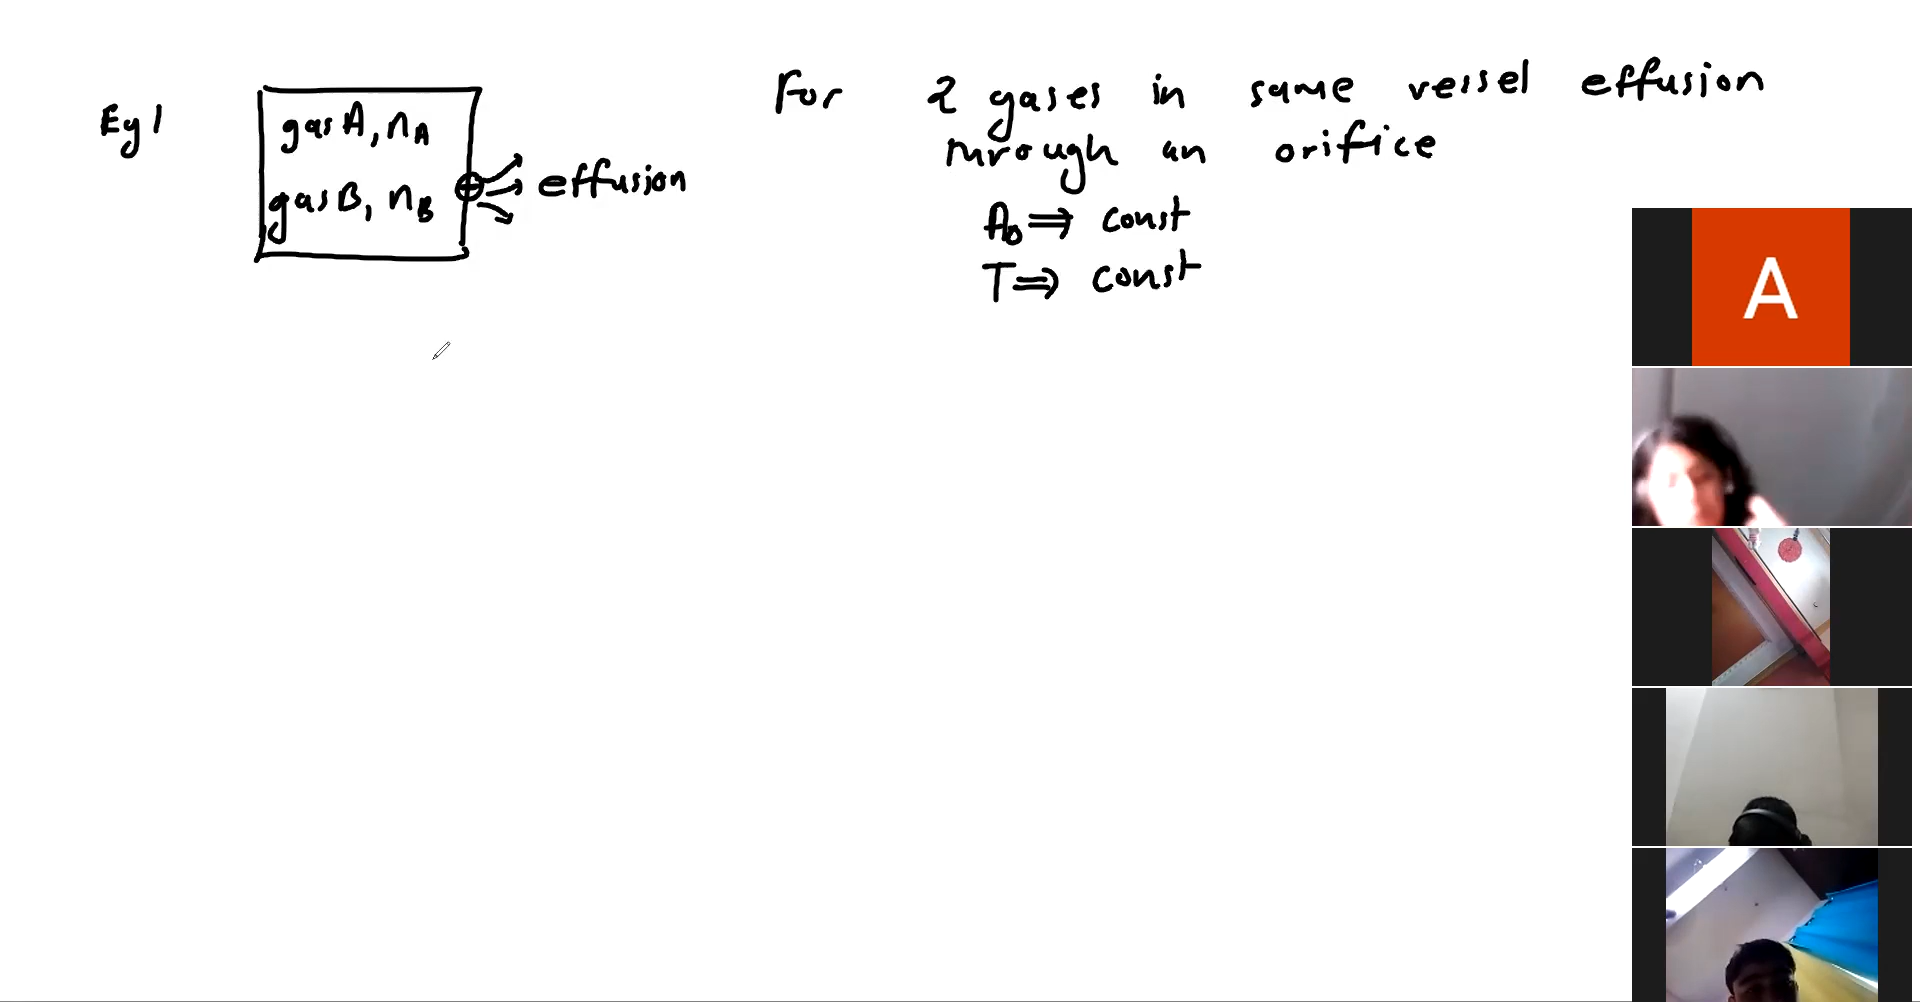 Eg 1
gas A, nA
gas B, nB
effusion
For 2 gases in same vessel effusion
through an orifice
A0 ⇒ const
T ⇒ const
A